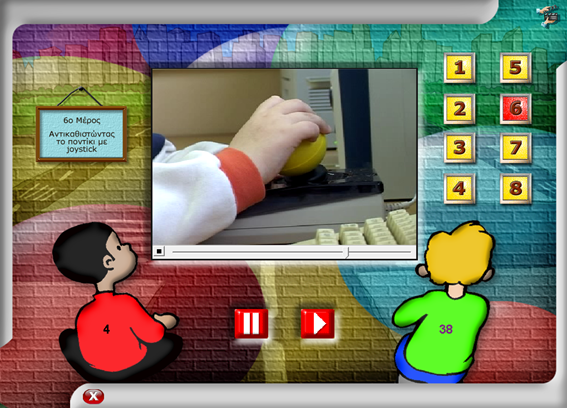 6ο Μέρος
Αντικαθιστώντας
το ποντίκι με
joystick
1 5
2 6
3 7
4 8
4
38
X